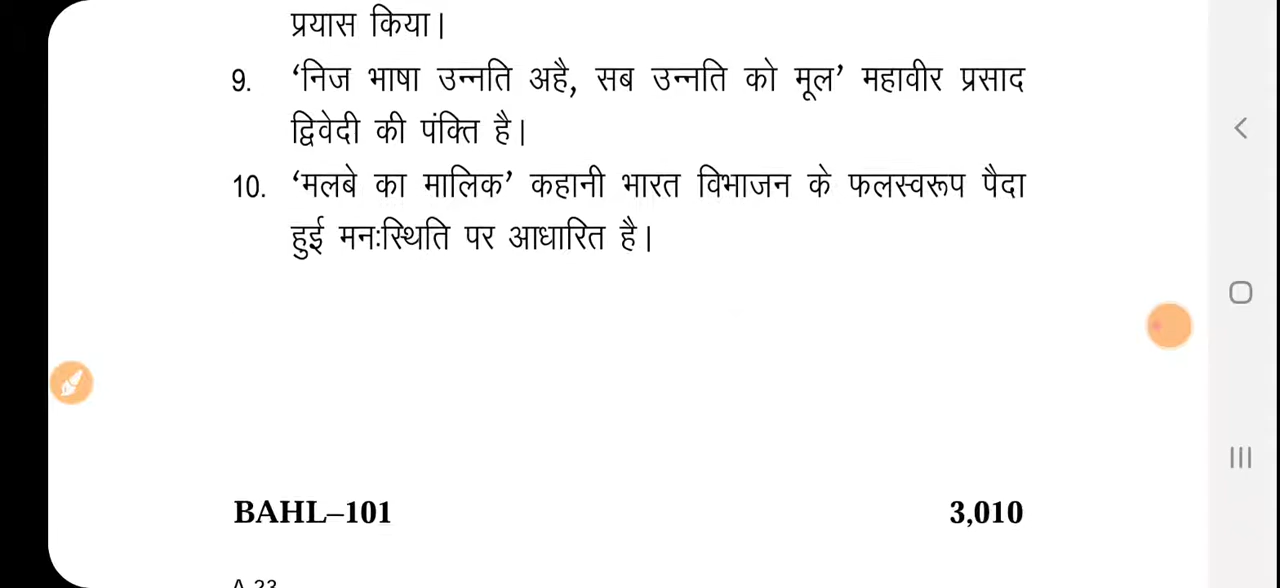 प्रयास किया।
9. ‘निज भाषा उन्नति अहै, सब उन्नति को मूल’ महावीर प्रसाद
द्विवेदी की पंक्ति है।
10. ‘मलबे का मालिक’ कहानी भारत विभाजन के फलस्वरूप पैदा
हुई मनःस्थिति पर आधारित है।
BAHL–101 3,010
A-23